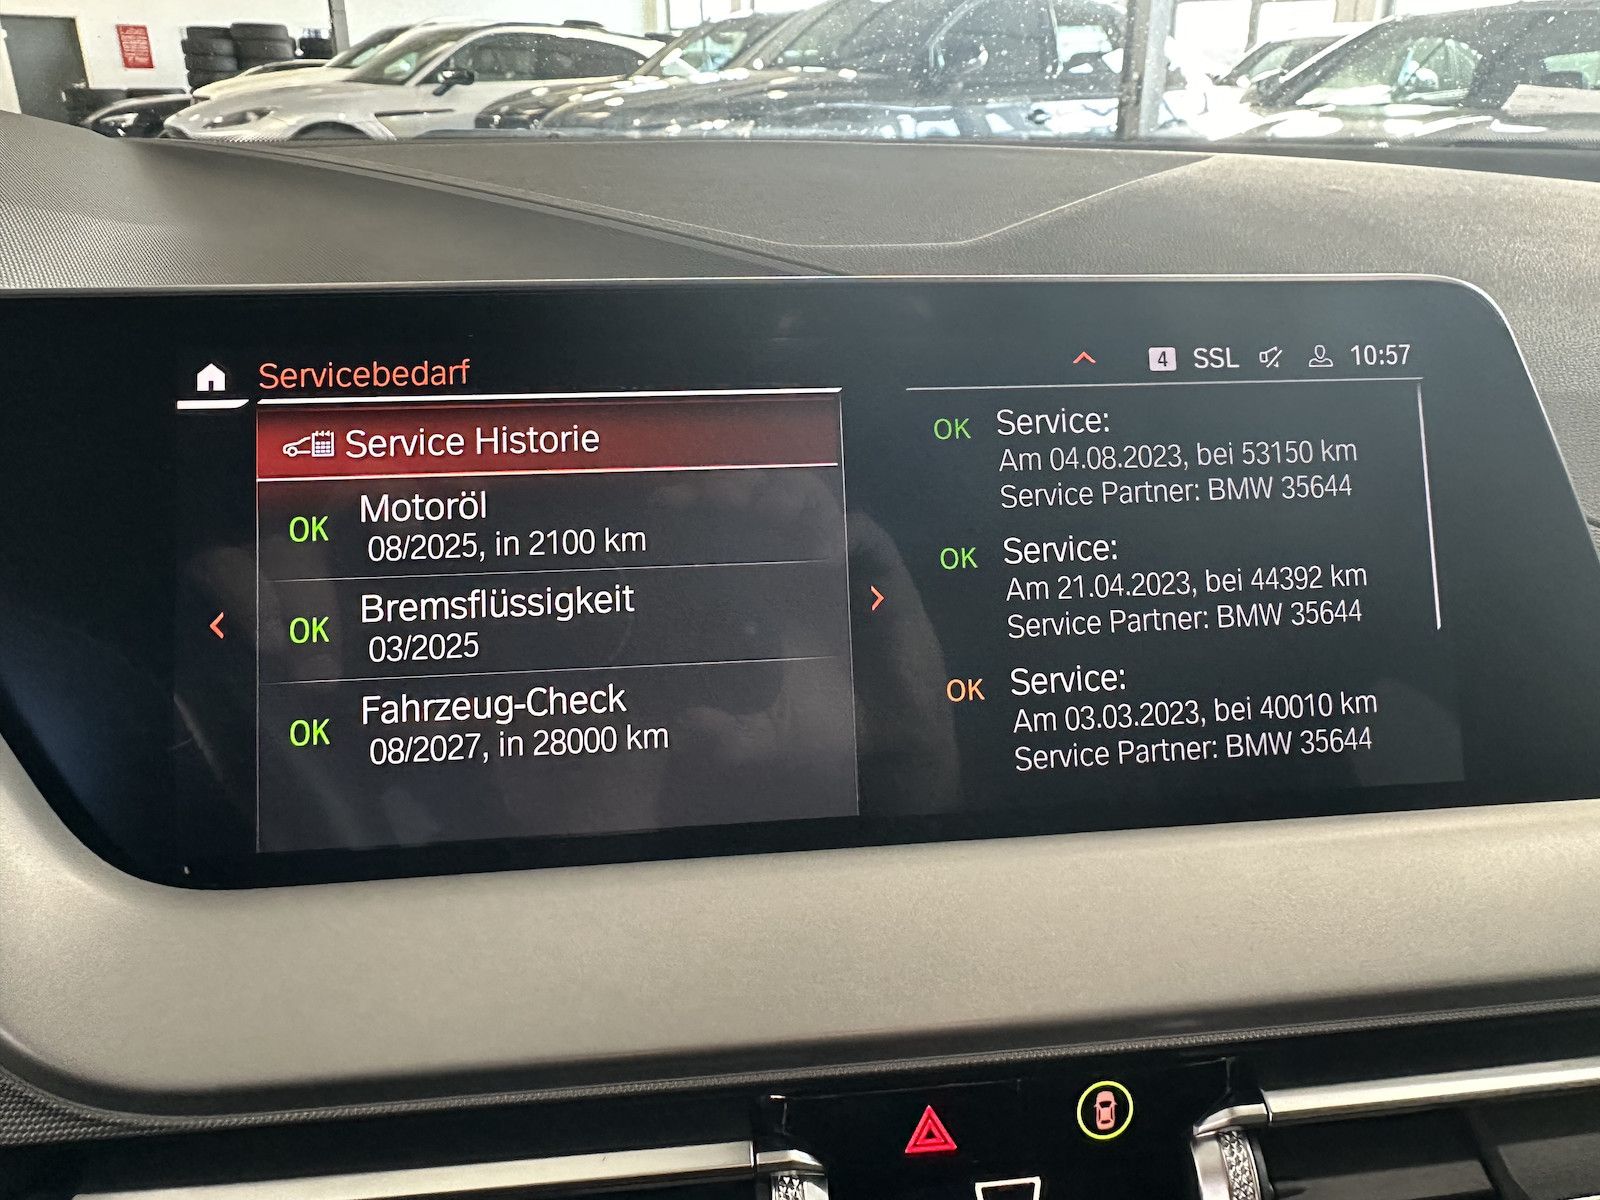 Servicebedarf
4 SSL 10:57
Service Historie
OK Motoröl
08/2025, in 2100 km
OK Bremsflüssigkeit
03/2025
OK Fahrzeug-Check
08/2027, in 28000 km
OK Service:
Am 04.08.2023, bei 53150 km
Service Partner: BMW 35644
OK Service:
Am 21.04.2023, bei 44392 km
Service Partner: BMW 35644
OK Service:
Am 03.03.2023, bei 40010 km
Service Partner: BMW 35644